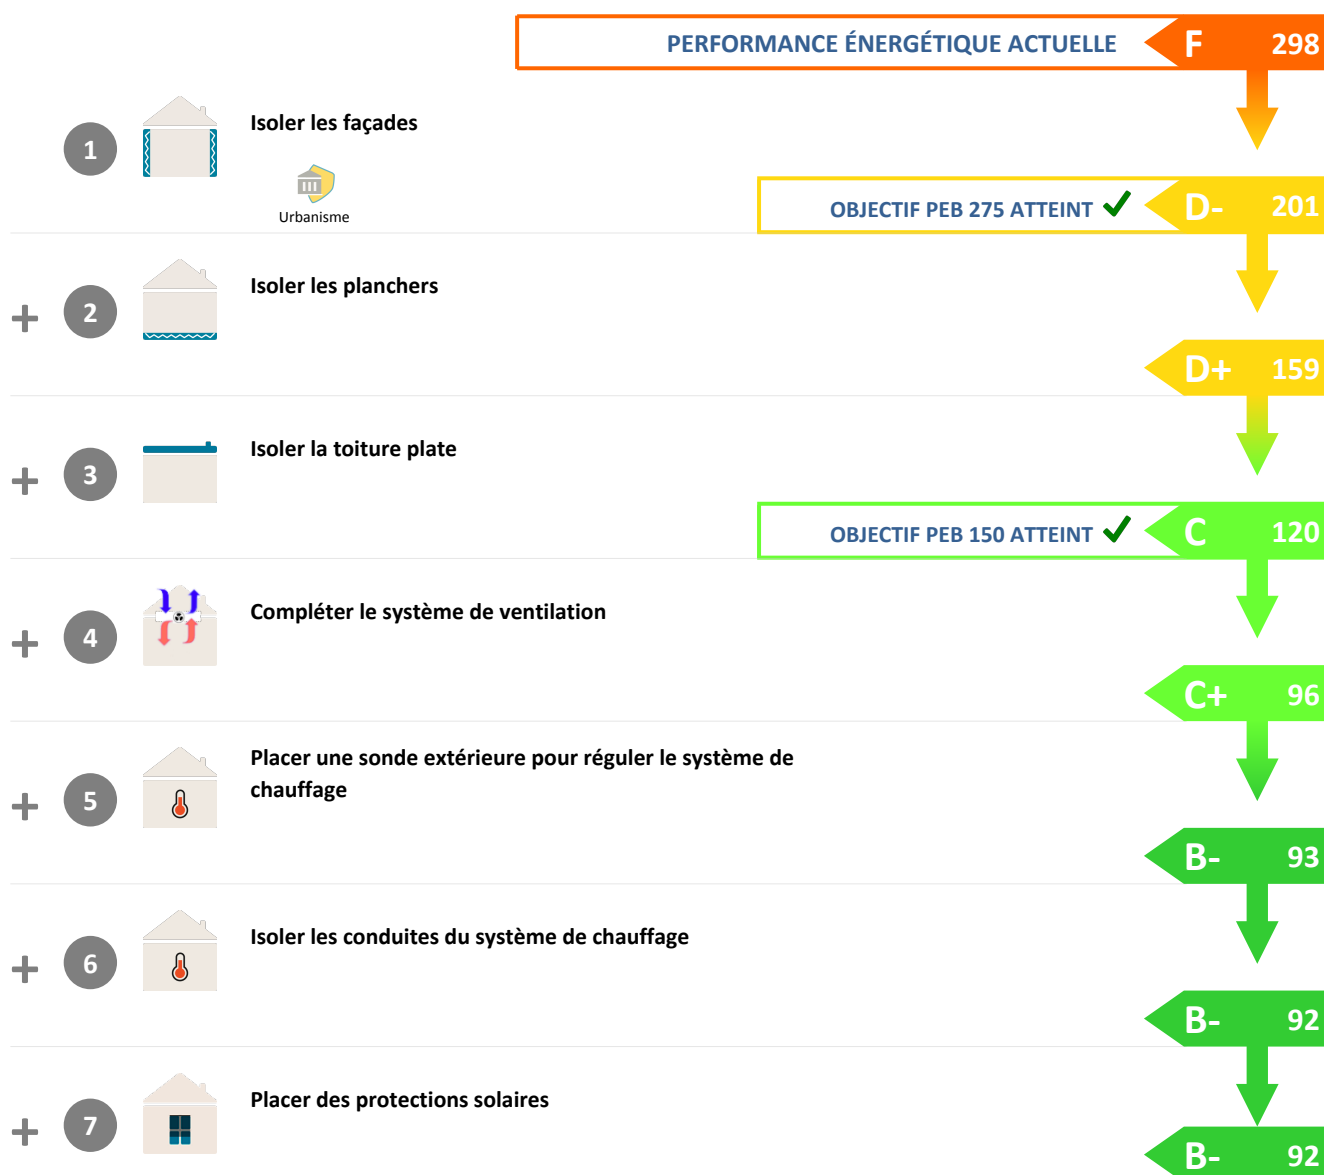 PERFORMANCE ÉNERGÉTIQUE ACTUELLE F 298
1 Isoler les façades
Urbanisme
OBJECTIF PEB 275 ATTEINT D- 201
+ 2 Isoler les planchers
D+ 159
+ 3 Isoler la toiture plate
OBJECTIF PEB 150 ATTEINT C 120
+ 4 Compléter le système de ventilation
C+ 96
+ 5 Placer une sonde extérieure pour réguler le système de
chauffage
B- 93
+ 6 Isoler les conduites du système de chauffage
B- 92
+ 7 Placer des protections solaires
B- 92